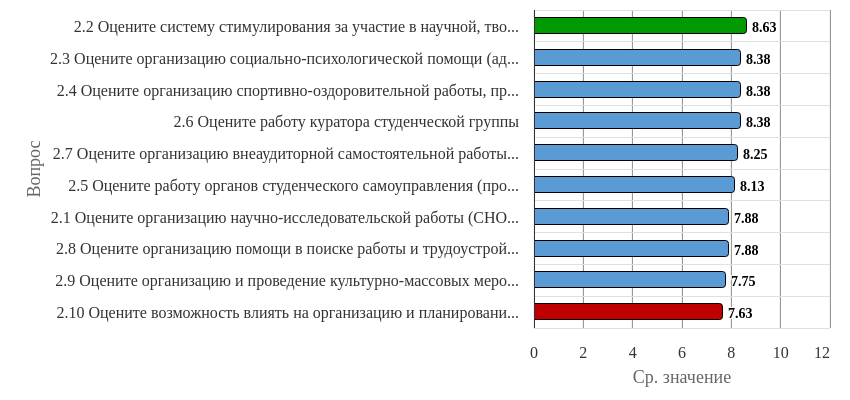 2.2 Оцените систему стимулирования за участие в научной, тво... 8.63
2.3 Оцените организацию социально-психологической помощи (ад... 8.38
2.4 Оцените организацию спортивно-оздоровительной работы, пр... 8.38
2.6 Оцените работу куратора студенческой группы 8.38
2.7 Оцените организацию внеаудиторной самостоятельной работы... 8.25
2.5 Оцените работу органов студенческого самоуправления (про... 8.13
2.1 Оцените организацию научно-исследовательской работы (СНО... 7.88
2.8 Оцените организацию помощи в поиске работы и трудоустрой... 7.88
2.9 Оцените организацию и проведение культурно-массовых меро... 7.75
2.10 Оцените возможность влиять на организацию и планировани... 7.63
Вопрос
0 2 4 6 8 10 12
Ср. значение